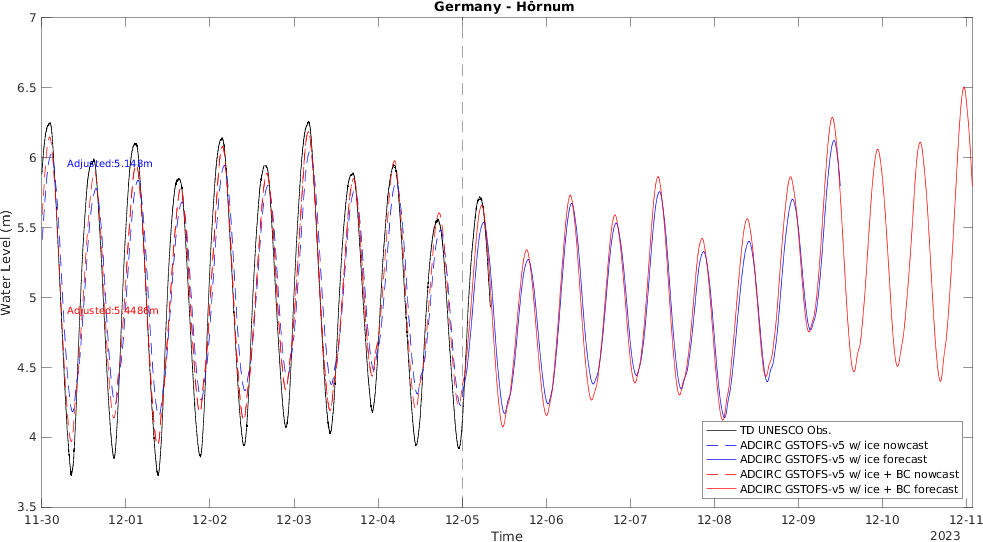 Germany - Hörnum
7
6.5
6
5.5
5
4.5
4
3.5
Water Level (m)
Adjusted:5.148m
Adjusted:5.4486m
TD UNESCO Obs.
ADCIRC GSTOFS-v5 w/ ice nowcast
ADCIRC GSTOFS-v5 w/ ice forecast
ADCIRC GSTOFS-v5 w/ ice + BC nowcast
ADCIRC GSTOFS-v5 w/ ice + BC forecast
11-30 12-01 12-02 12-03 12-04 12-05 12-06 12-07 12-08 12-09 12-10 12-11
Time
2023